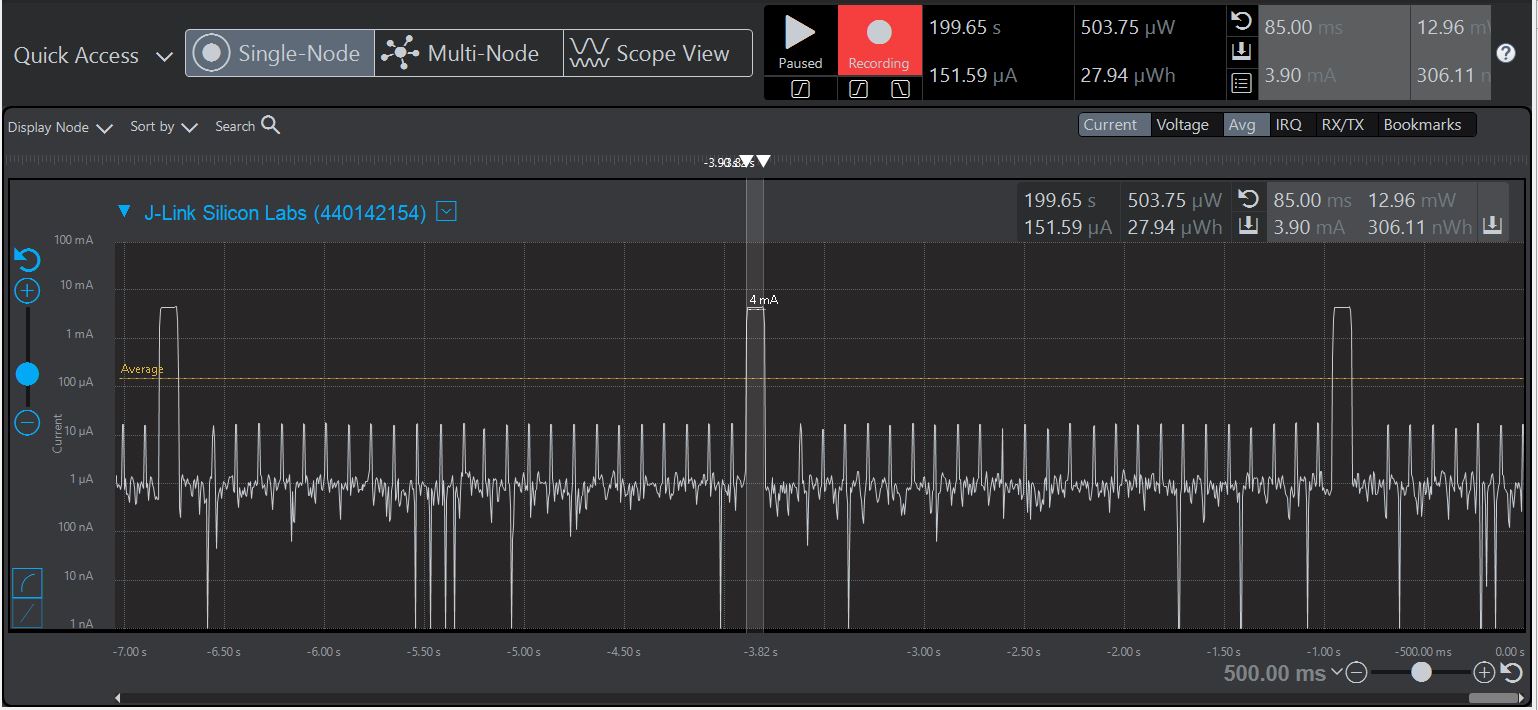 Quick Access
Single-Node
Multi-Node
Scope View
Paused
Recording
199.65 s
503.75 µW
151.59 µA
27.94 µWh
85.00 ms
12.96 mW
3.90 mA
306.11 n
Display Node
Sort by
Search
Current
Voltage
Avg
IRQ
RX/TX
Bookmarks
J-Link Silicon Labs (440142154)
199.65 s
503.75 µW
85.00 ms
12.96 mW
151.59 µA
27.94 µWh
3.90 mA
306.11 nWh
100 mA
10 mA
4 mA
1 mA
Average
100 µA
Current
10 µA
1 µA
100 nA
10 nA
1 nA
-7.00 s
-6.50 s
-6.00 s
-5.50 s
-5.00 s
-4.50 s
-3.82 s
-3.00 s
-2.50 s
-2.00 s
-1.50 s
-1.00 s
-500.00 ms
0.00 s
500.00 ms